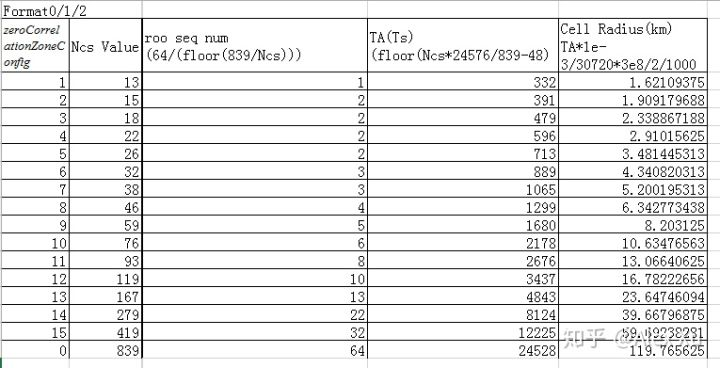 Format0/1/2
zeroCorrel Ncs Value roo seq num TA(Ts) Cell Radius(km)
ationZoneC (64/(floor(839/Ncs))) (floor(Ncs*24576/839-48) TA*1e-
onfig 3/30720*3e8/2/1000
1 13 1 332 1.62109375
2 15 2 391 1.909179688
3 18 2 479 2.338867188
4 22 2 596 2.91015625
5 26 2 713 3.481445313
6 32 3 889 4.340820313
7 38 3 1065 5.200195313
8 46 4 1299 6.342773438
9 59 5 1680 8.203125
10 76 6 2178 10.63476563
11 93 8 2676 13.06640625
12 119 10 3437 16.78222656
13 167 13 4843 23.64746094
14 279 22 8124 39.66796875
15 419 32 12225
0 839 64 24528 119.765625
知乎